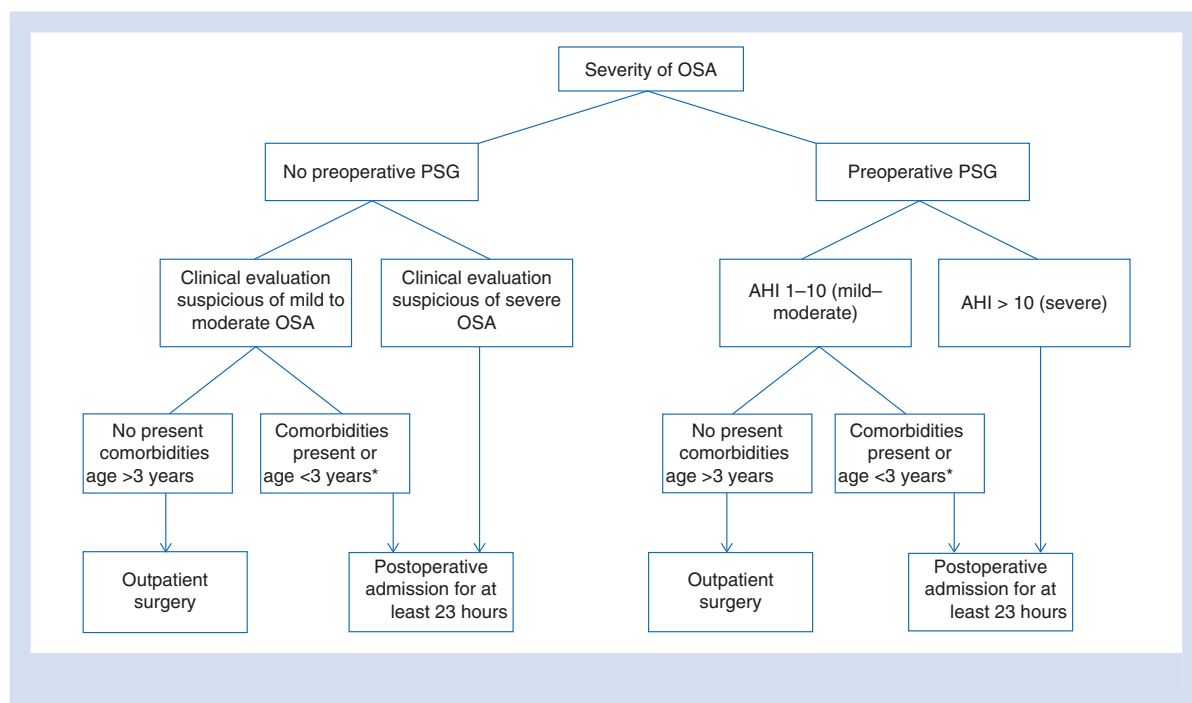 Severity of OSA
No preoperative PSG
Preoperative PSG
Clinical evaluation
suspicious of mild to
moderate OSA
Clinical evaluation
suspicious of severe
OSA
AHI 1–10 (mild–
moderate)
AHI > 10 (severe)
No present
comorbidities
age >3 years
Comorbidities
present or
age <3 years*
No present
comorbidities
age >3 years
Comorbidities
present or
age <3 years*
Outpatient
surgery
Postoperative
admission for at
least 23 hours
Outpatient
surgery
Postoperative
admission for at
least 23 hours